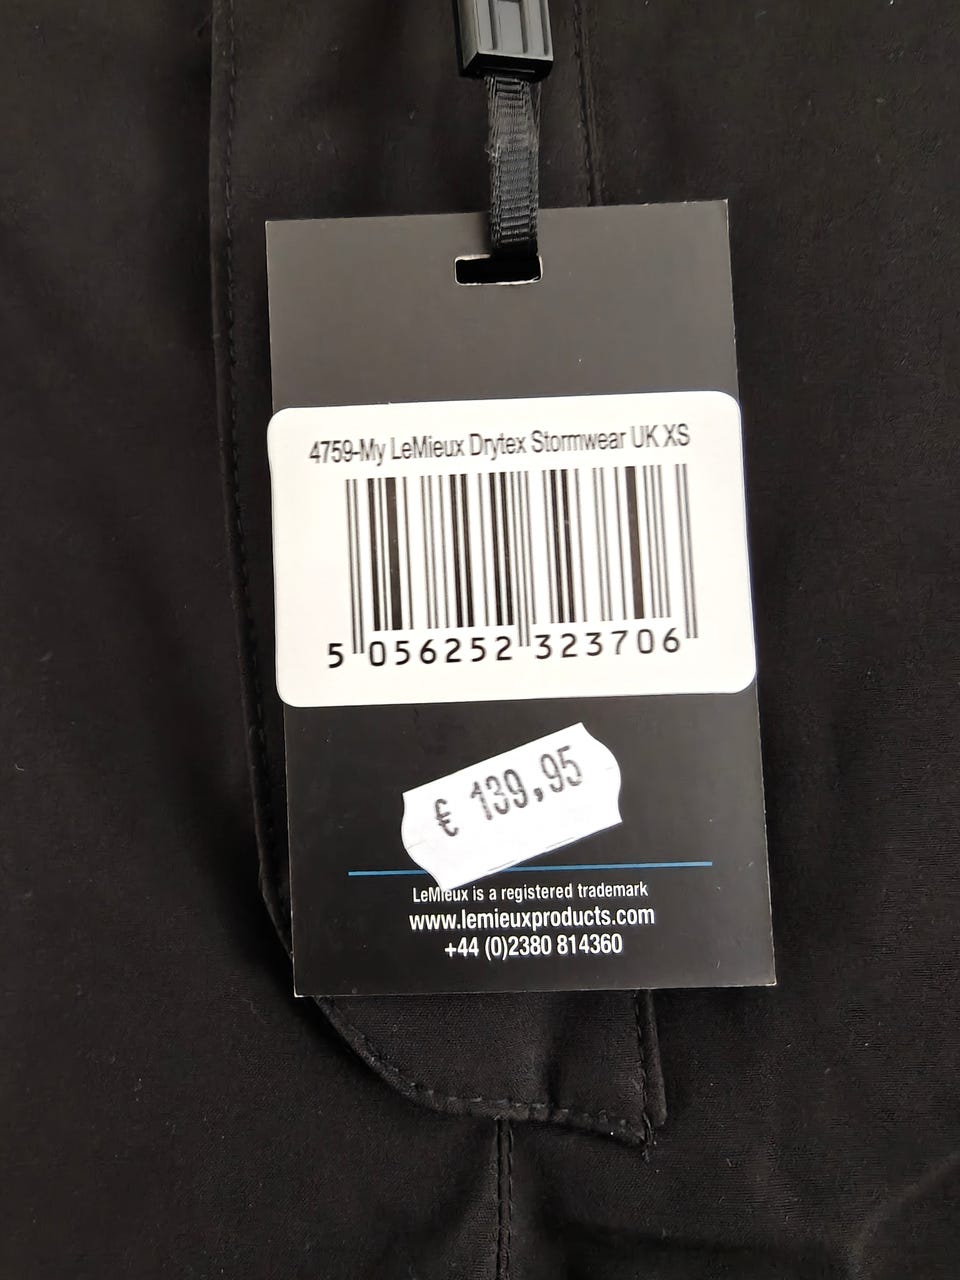 4759-My LeMieux Drytex Stormwear UK XS
5 056252 323706
€ 139,95
LeMieux is a registered trademark
www.lemieuxproducts.com
+44 (0)2380 814360